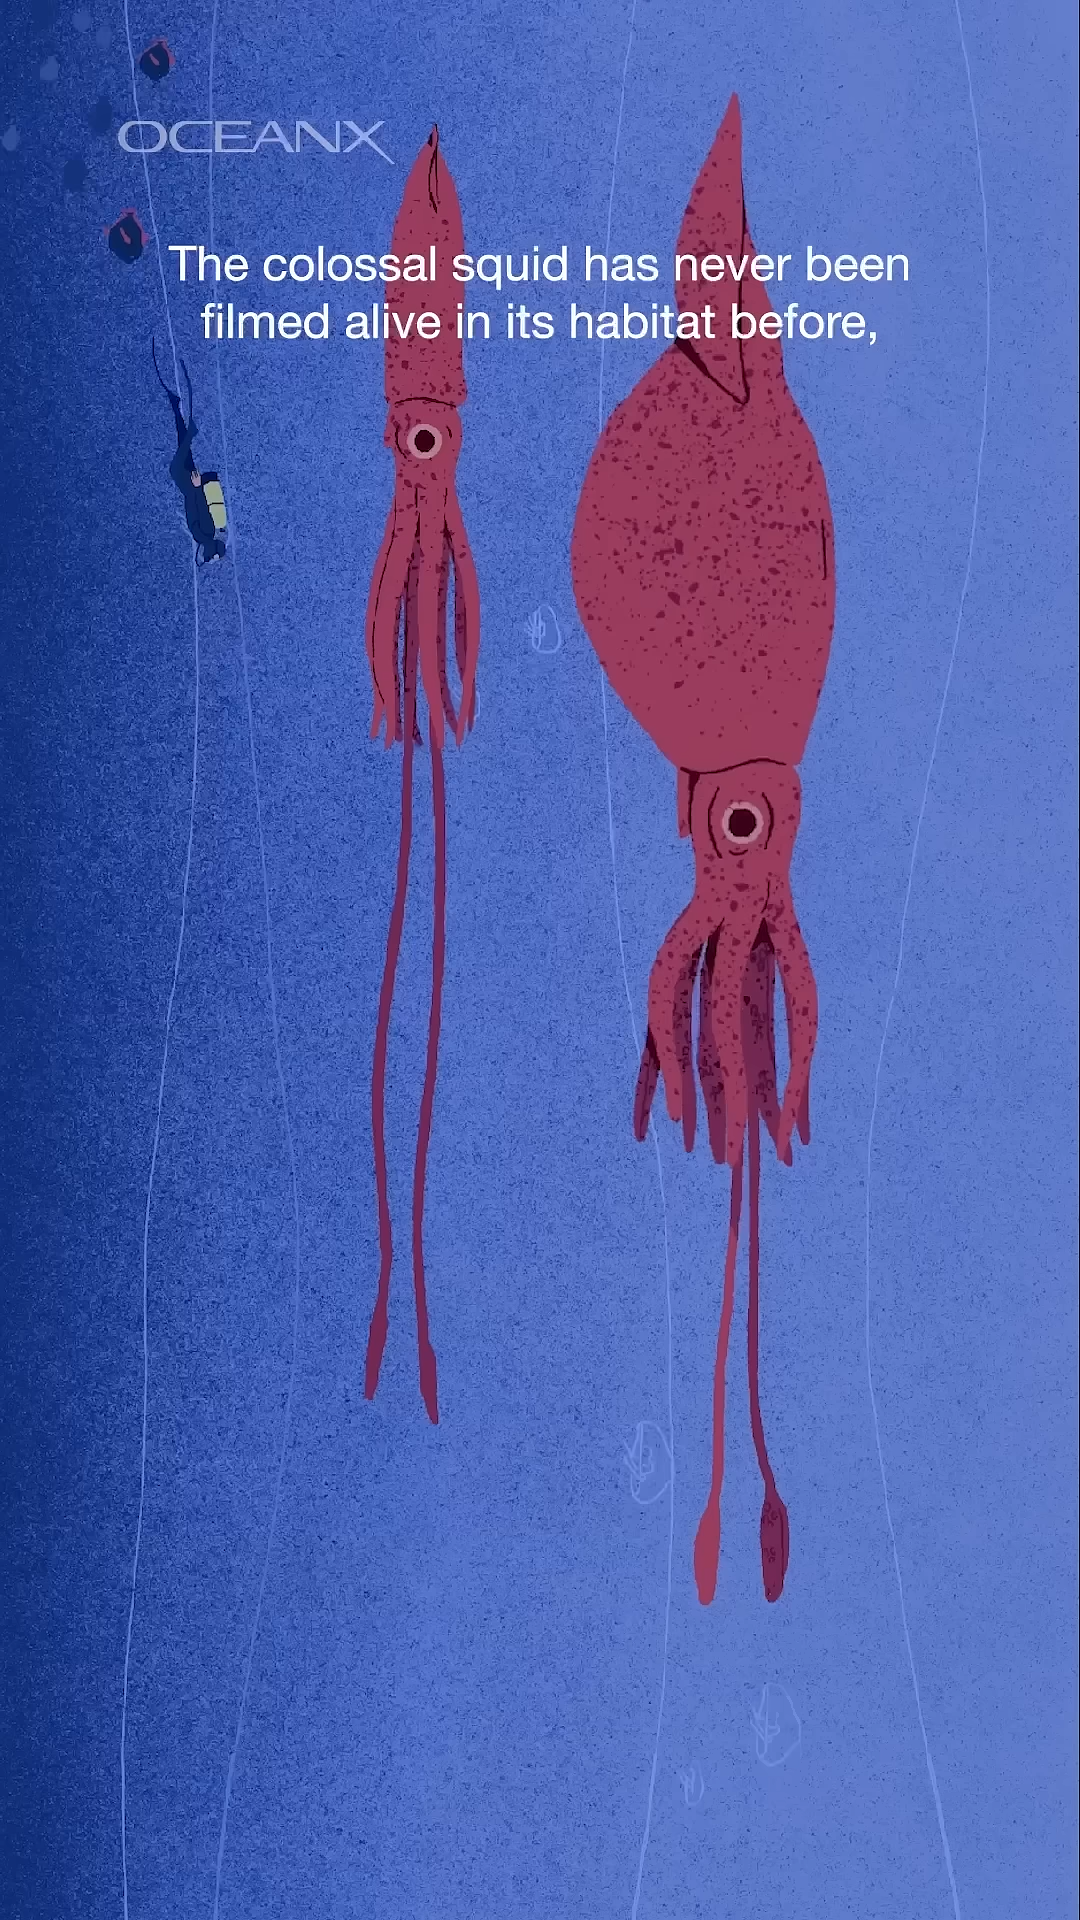 OCEANX
The colossal squid has never been
filmed alive in its habitat before,